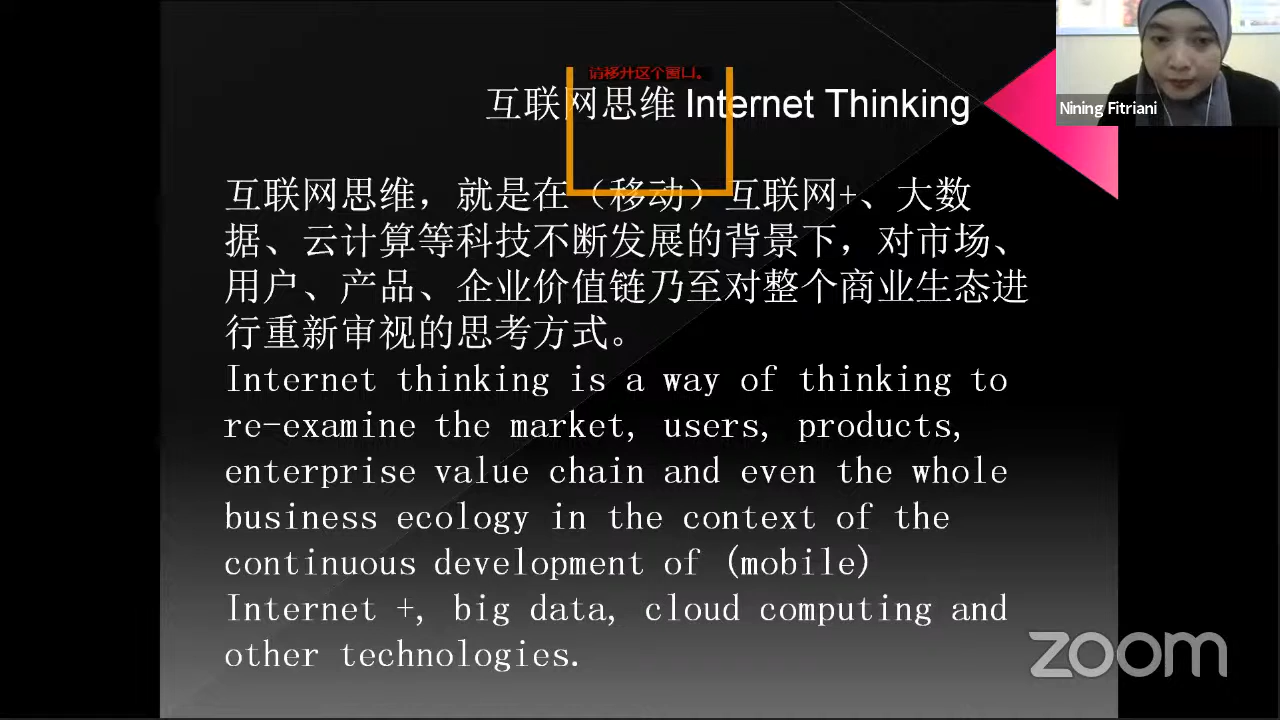 请移开这个窗口。
互联网思维 Internet Thinking
Nining Fitriani
互联网思维，就是在（移动）互联网+、大数
据、云计算等科技不断发展的背景下，对市场、
用户、产品、企业价值链乃至对整个商业生态进
行重新审视的思考方式。
Internet thinking is a way of thinking to
re-examine the market, users, products,
enterprise value chain and even the whole
business ecology in the context of the
continuous development of (mobile)
Internet +, big data, cloud computing and
other technologies.
zoom